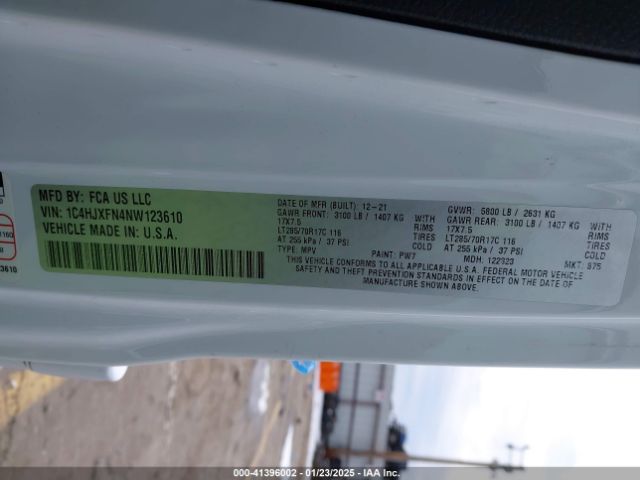 MFD BY: FCA US LLC
VIN: 1C4HJXFN4NW123610
VEHICLE MADE IN: U.S.A.
DATE OF MFR (BUILT): 12-21
GAWR FRONT: 3100 LB / 1407 KG WITH
17X7.5 RIMS
LT285/70R17C 116 TIRES
AT 255 kPa / 37 PSI COLD
TYPE: MPV PAINT: PW7
GVWR: 5800 LB / 2631 KG
GAWR REAR: 3100 LB / 1407 KG WITH
17X7.5 RIMS
LT285/70R17C 116 TIRES
AT 255 kPa / 37 PSI COLD
MDH: 122323 MKT: S75
THIS VEHICLE CONFORMS TO ALL APPLICABLE U.S.A. FEDERAL MOTOR VEHICLE
SAFETY AND THEFT PREVENTION STANDARDS IN EFFECT ON THE DATE OF
MANUFACTURE SHOWN ABOVE.
1160
3610
000-41396002 - 01/23/2025 - IAA Inc.